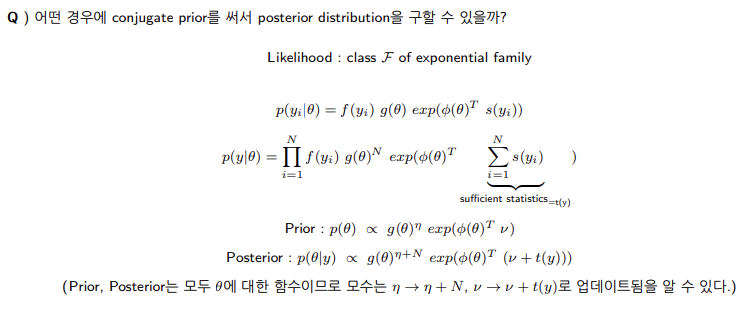 Q ) 어떤 경우에 conjugate prior를 써서 posterior distribution을 구할 수 있을까?
Likelihood : class F of exponential family
p(yᵢ|θ) = f(yᵢ) g(θ) exp(ϕ(θ)ᵀ s(yᵢ))
p(y|θ) = ∏ᵢ₌₁ᴺ f(yᵢ) g(θ)ᴺ exp(ϕ(θ)ᵀ ∑ᵢ₌₁ᴺ s(yᵢ) )
sufficient statistics=t(y)
Prior : p(θ) ∝ g(θ)^η exp(ϕ(θ)ᵀ ν)
Posterior : p(θ|y) ∝ g(θ)^η+N exp(ϕ(θ)ᵀ (ν + t(y)))
(Prior, Posterior는 모두 θ에 대한 함수이므로 모수는 η → η + N, ν → ν + t(y)로 업데이트됨을 알 수 있다.)